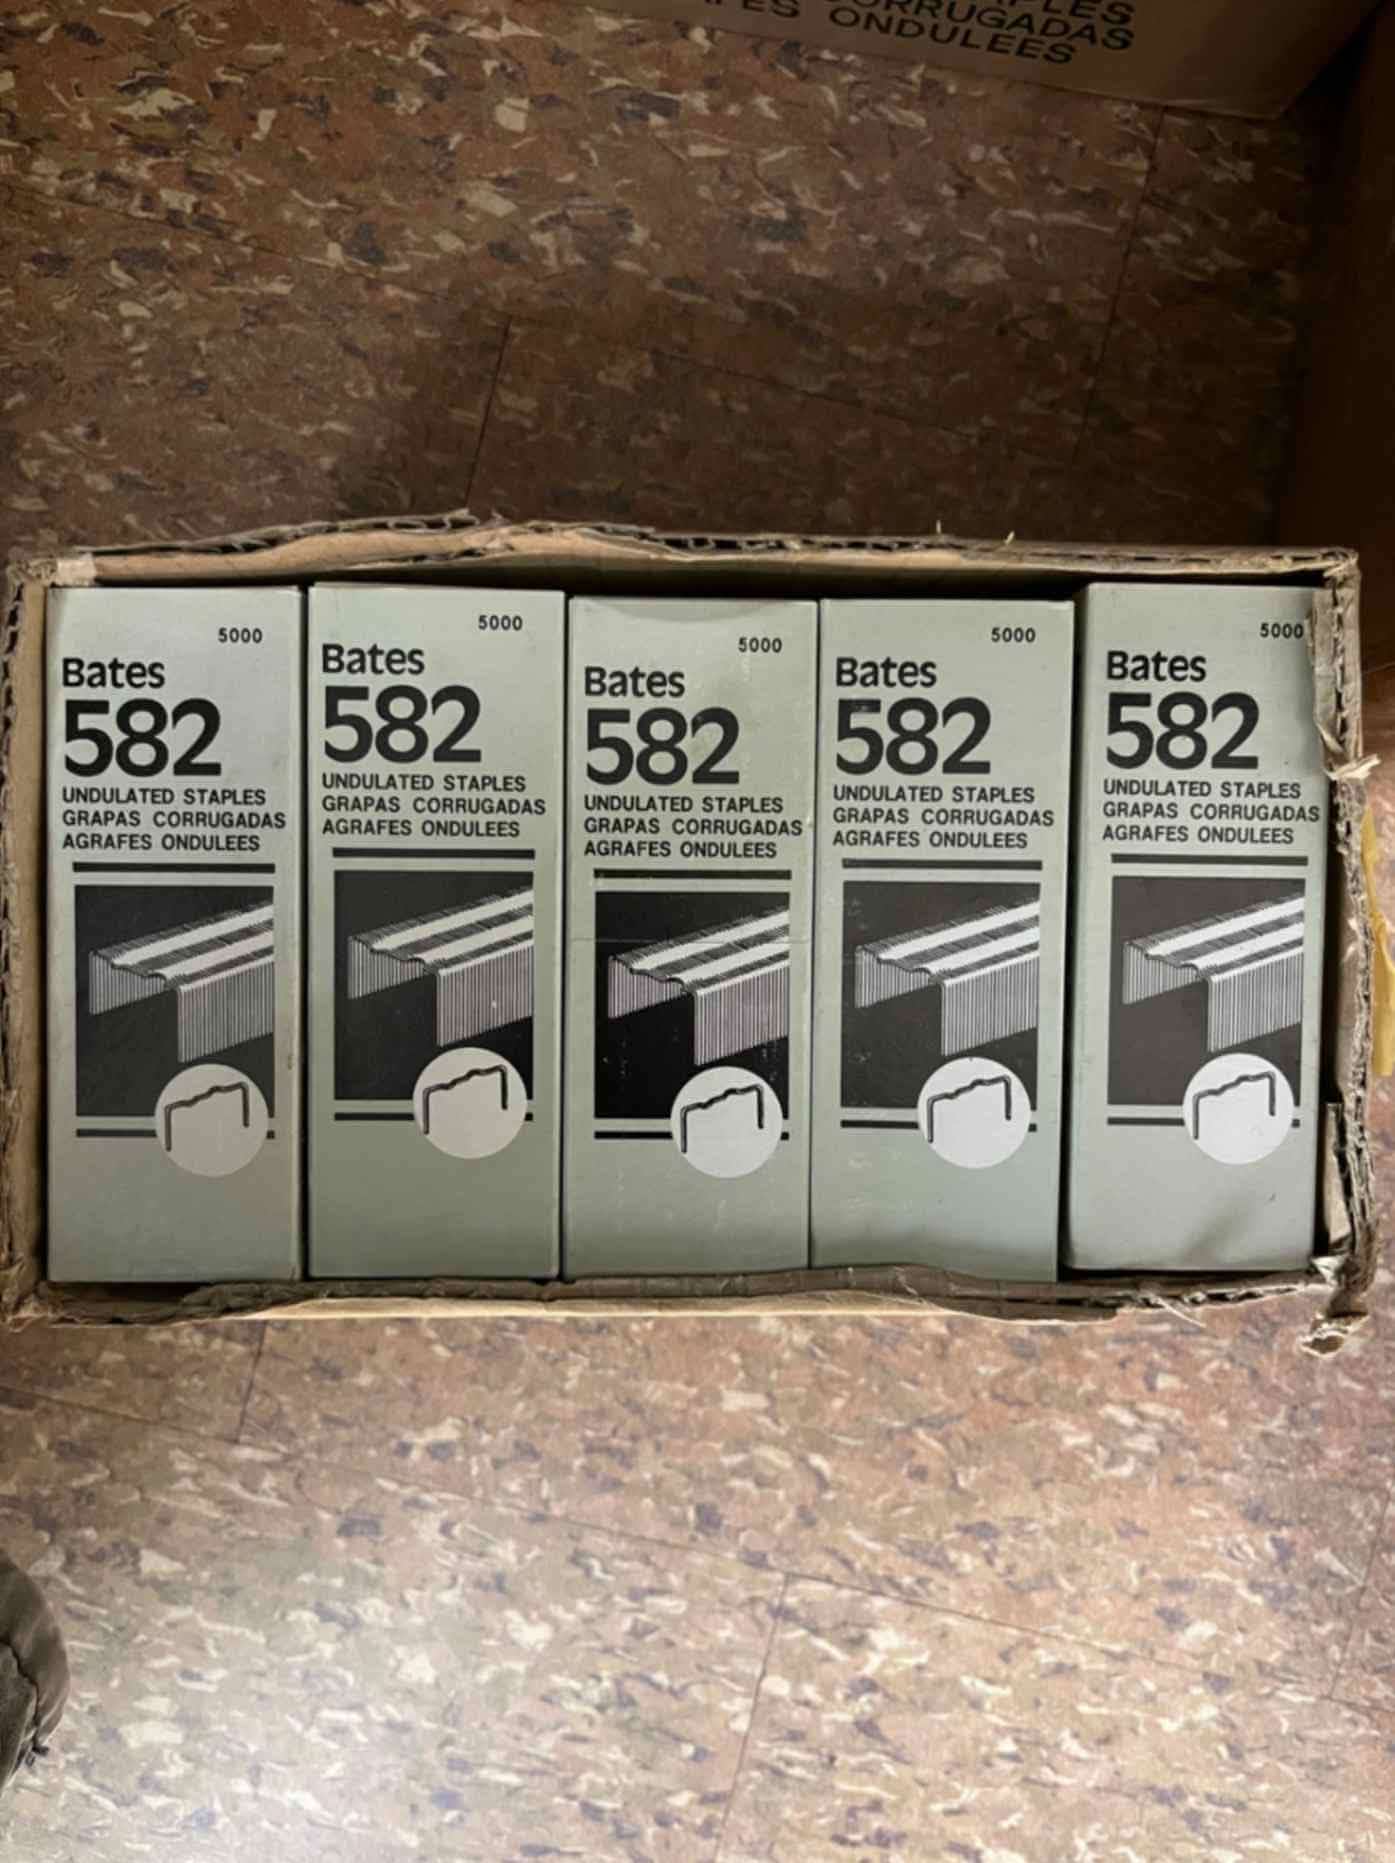 ORRUGADAS
ONDULEES
5000
Bates
582
UNDULATED STAPLES
GRAPAS CORRUGADAS
AGRAFES ONDULEES
5000
Bates
582
UNDULATED STAPLES
GRAPAS CORRUGADAS
AGRAFES ONDULEES
5000
Bates
582
UNDULATED STAPLES
GRAPAS CORRUGADAS
AGRAFES ONDULEES
5000
Bates
582
UNDULATED STAPLES
GRAPAS CORRUGADAS
AGRAFES ONDULEES
5000
Bates
582
UNDULATED STAPLES
GRAPAS CORRUGADAS
AGRAFES ONDULEES